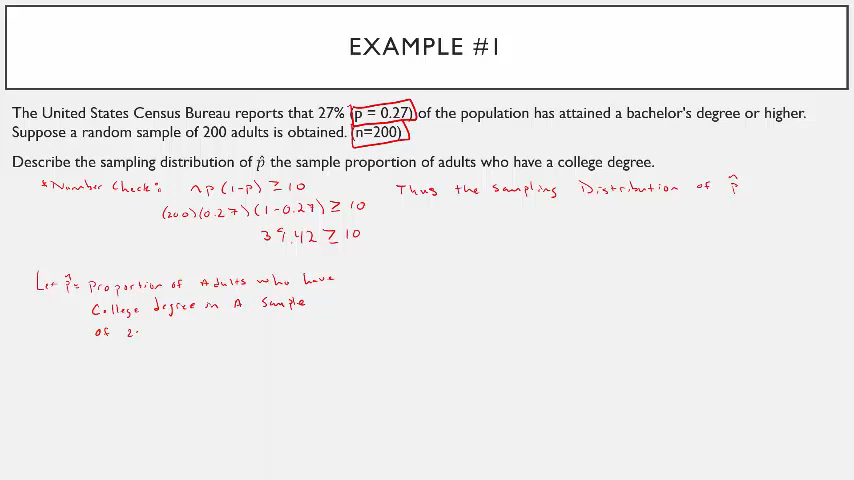 EXAMPLE #1
The United States Census Bureau reports that 27% (p = 0.27) of the population has attained a bachelor's degree or higher.
Suppose a random sample of 200 adults is obtained. (n=200)
Describe the sampling distribution of p̂ the sample proportion of adults who have a college degree.
*Number Check: np(1-p) ≥ 10
(200)(0.27)(1-0.27) ≥ 10
39.42 ≥ 10
Thus the sampling Distribution of p̂
Let p̂ = Proportion of Adults who have
College degree in A Sample
of 2